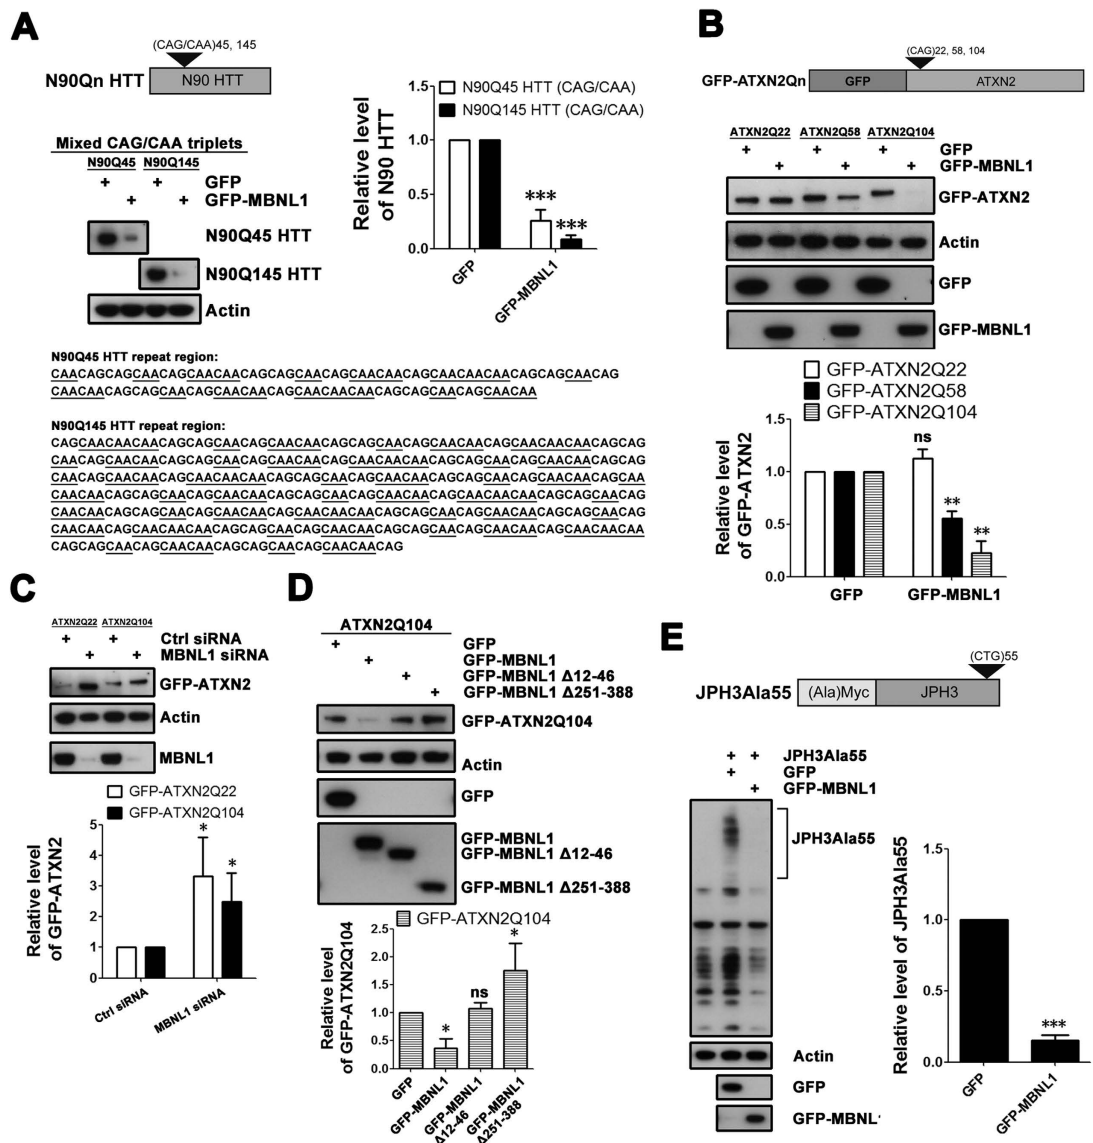 A
(CAG/CAA)45, 145
N90Qn HTT
N90 HTT
Mixed CAG/CAA triplets
N90Q45 N90Q145
+ + GFP
+ + GFP-MBNL1
N90Q45 HTT
N90Q145 HTT
Actin
N90Q45 HTT (CAG/CAA)
N90Q145 HTT (CAG/CAA)
Relative level
of N90 HTT
1.5
1.0
0.5
0.0
***
***
GFP
GFP-MBNL1
N90Q45 HTT repeat region:
CAACAGCAGCAACAGCAACAACAGCAGCAACAGCAACAACAGCAACAACAACAGCAGCAACAG
CAACAACAGCAGCAACAGCAACAACAGCAACAACAACAGCAACAGCAACAA
N90Q145 HTT repeat region:
CAGCAACAACAACAGCAGCAACAACAGCAACAACAGCAGCAACAACAGCAACAACAACAGCAG
CAACAGCAACAACAGCAGCAACAGCAACAACAGCAACAACAACAGCAGCAACAGCAACAACAG
CAACAACAGCAGCAACAGCAACAACAGCAACAACAACAGCAGCAACAGCAACAACAGCAGCAA
CAACAACAGCAGCAACAGCAACAACAGCAGCAACAACAGCAACAACAACAGCAGCAACAG
B
(CAG)22, 58, 104
GFP-ATXN2Qn
GFP
ATXN2
ATXN2Q22 ATXN2Q58 ATXN2Q104
+ + + GFP
+ + + GFP-MBNL1
GFP-ATXN2
Actin
GFP
GFP-MBNL1
GFP-ATXN2Q22
GFP-ATXN2Q58
GFP-ATXN2Q104
Relative level
of GFP-ATXN2
1.5
1.0
0.5
0.0
ns
**
**
GFP
GFP-MBNL1
C
ATXN2Q22 ATXN2Q104
+ + Ctrl siRNA
+ + MBNL1 siRNA
GFP-ATXN2
Actin
MBNL1
GFP-ATXN2Q22
GFP-ATXN2Q104
Relative level
of GFP-ATXN2
5
4
3
2
1
0
*
*
Ctrl siRNA
MBNL1 siRNA
D
ATXN2Q104
+ GFP
+ GFP-MBNL1
+ GFP-MBNL1 Δ12-46
+ GFP-MBNL1 Δ251-388
GFP-ATXN2Q104
Actin
GFP
GFP-MBNL1
GFP-MBNL1 Δ12-46
GFP-MBNL1 Δ251-388
GFP-ATXN2Q104
Relative level
of GFP-ATXN2Q104
2.5
2.0
1.5
1.0
0.5
0.0
*
ns
*
GFP
GFP-MBNL1
GFP-MBNL1
Δ12-46
GFP-MBNL1
Δ251-388
E
(CTG)55
JPH3Ala55
(Ala)Myc
JPH3
+ + JPH3Ala55
+ GFP
+ GFP-MBNL1
JPH3Ala55
Actin
GFP
GFP-MBNL
Relative level of JPH3Ala55
1.5
1.0
0.5
0.0
***
GFP
GFP-MBNL1